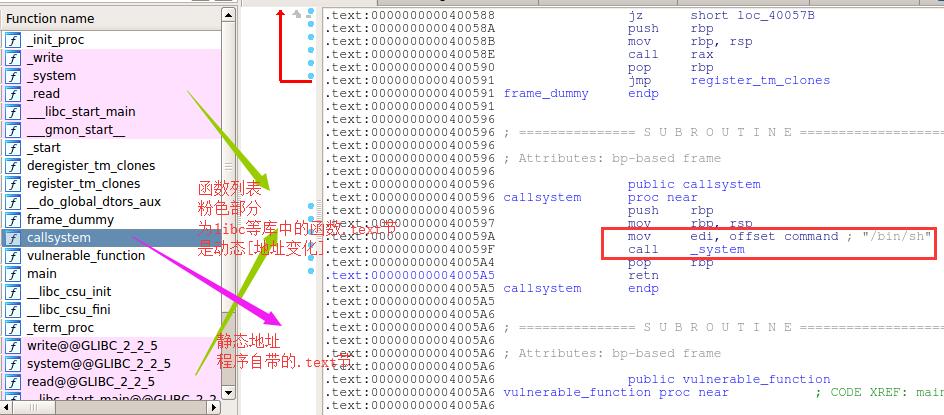 Function name
_init_proc
_write
_system
_read
___libc_start_main
___gmon_start__
_start
deregister_tm_clones
register_tm_clones
__do_global_dtors_aux
frame_dummy
callsystem
vulnerable_function
main
__libc_csu_init
__libc_csu_fini
_term_proc
write@@GLIBC_2_2_5
system@@GLIBC_2_2_5
read@@GLIBC_2_2_5
__libc_start_main@@GLIBC_2_2_5
函数列表
粉色部分
为libc等库中的函数.text节
是动态[地址变化]
静态地址
程序自带的.text节
.text:0000000000400588 jz short loc_40057B
.text:000000000040058A push rbp
.text:000000000040058B mov rbp, rsp
.text:000000000040058E call rax
.text:0000000000400590 pop rbp
.text:0000000000400591 jmp register_tm_clones
.text:0000000000400591 frame_dummy endp
.text:0000000000400591
.text:0000000000400596
.text:0000000000400596 ; =============== S U B R O U T I N E =====================
.text:0000000000400596
.text:0000000000400596 ; Attributes: bp-based frame
.text:0000000000400596
.text:0000000000400596 public callsystem
.text:0000000000400596 callsystem proc near
.text:0000000000400596 push rbp
.text:0000000000400597 mov rbp, rsp
.text:000000000040059A mov edi, offset command ; "/bin/sh"
.text:000000000040059F call _system
.text:00000000004005A4 pop rbp
.text:00000000004005A5 retn
.text:00000000004005A5 callsystem endp
.text:00000000004005A5
.text:00000000004005A6
.text:00000000004005A6 ; =============== S U B R O U T I N E =====================
.text:00000000004005A6
.text:00000000004005A6 ; Attributes: bp-based frame
.text:00000000004005A6
.text:00000000004005A6 public vulnerable_function
.text:00000000004005A6 vulnerable_function proc near ; CODE XREF: main
.text:00000000004005A6